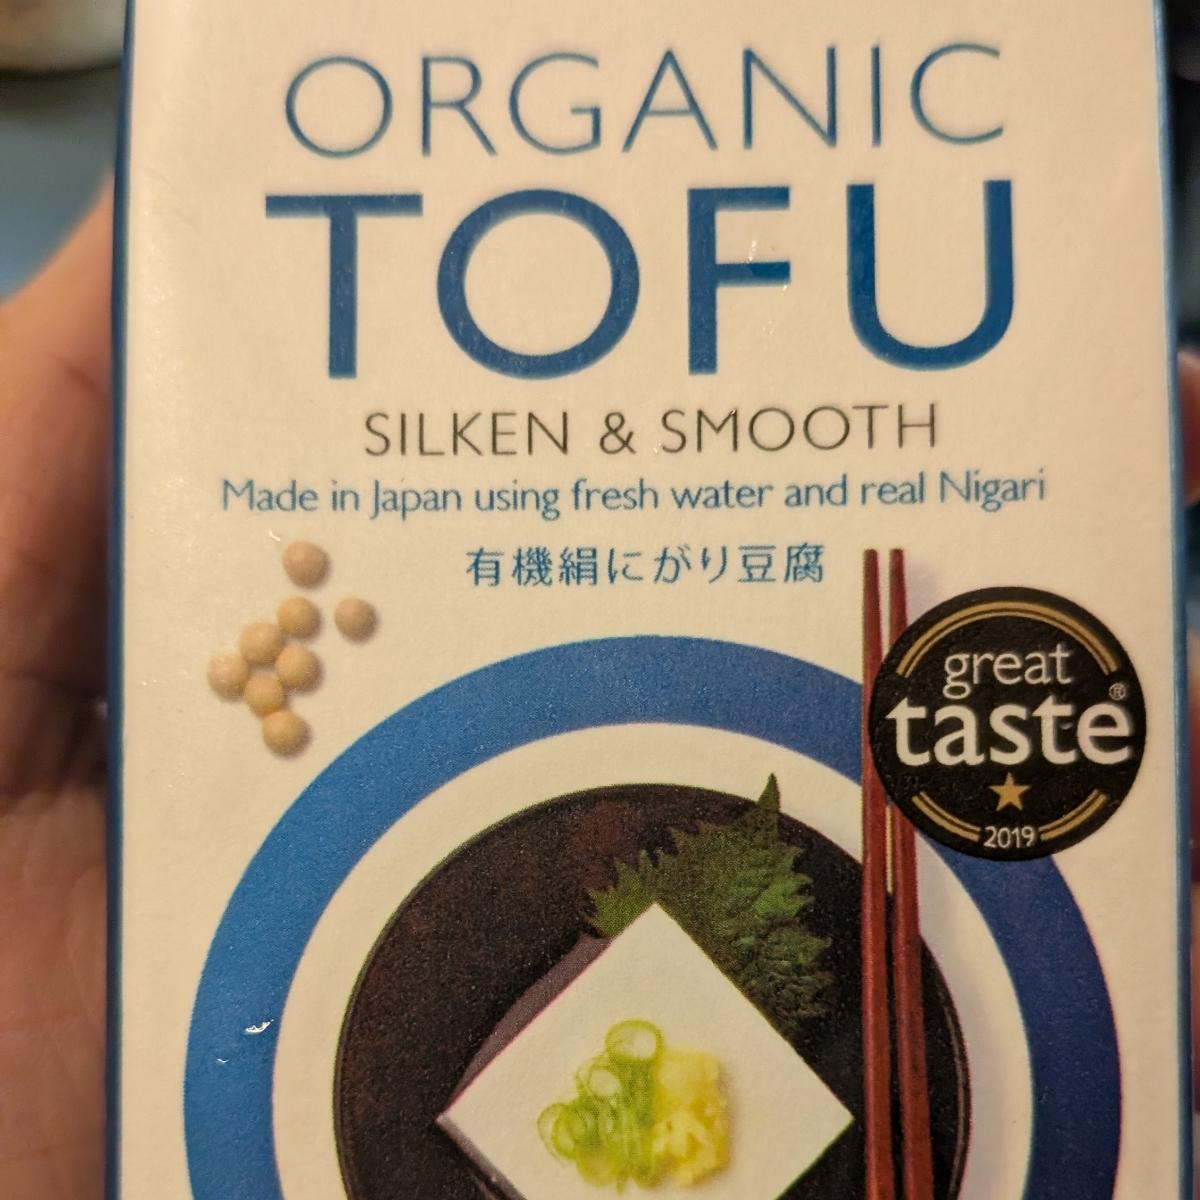 ORGANIC
TOFU
SILKEN & SMOOTH
Made in Japan using fresh water and real Nigari
有機絹にがり豆腐
great
taste®
2019